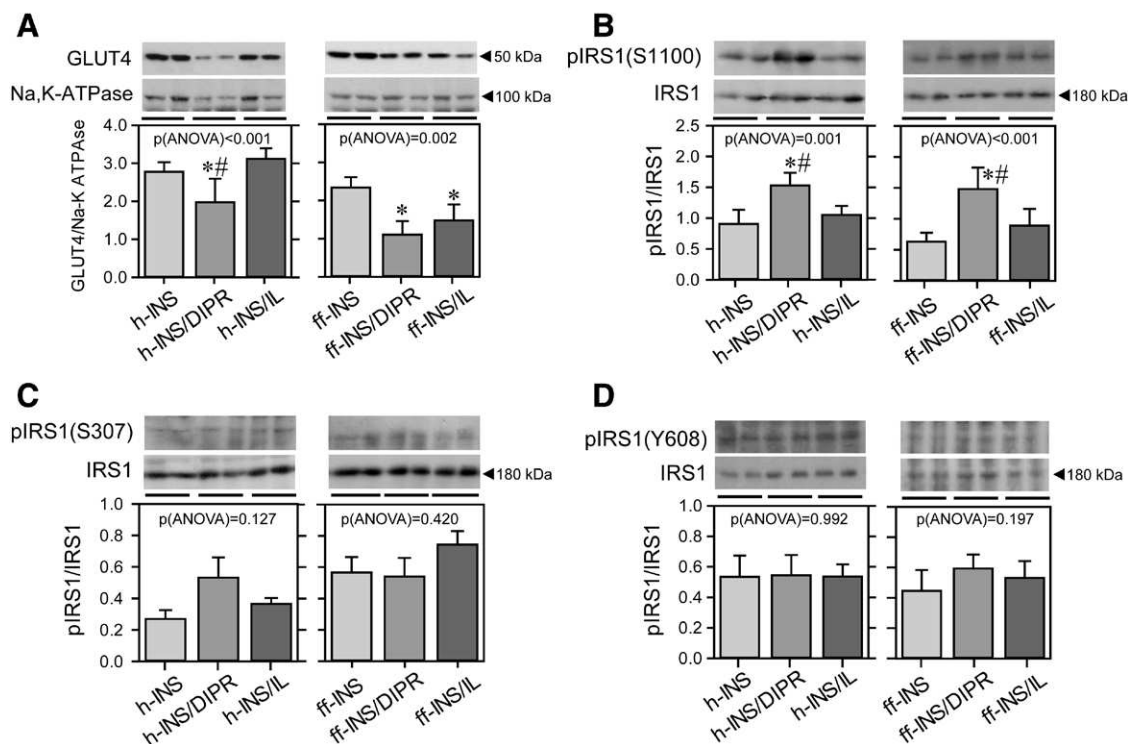 A
GLUT4
50 kDa
Na,K-ATPase
100 kDa
GLUT4/Na-K ATPAse
4.0
3.0
2.0
1.0
0.0
p(ANOVA)<0.001
*#
p(ANOVA)=0.002
*
*
h-INS
h-INS/DIPR
h-INS/IL
ff-INS
ff-INS/DIPR
ff-INS/IL
B
pIRS1(S1100)
IRS1
180 kDa
pIRS1/IRS1
2.5
2.0
1.5
1.0
0.5
0.0
p(ANOVA)=0.001
*#
p(ANOVA)<0.001
*#
h-INS
h-INS/DIPR
h-INS/IL
ff-INS
ff-INS/DIPR
ff-INS/IL
C
pIRS1(S307)
IRS1
180 kDa
pIRS1/IRS1
1.0
0.8
0.6
0.4
0.2
0.0
p(ANOVA)=0.127
p(ANOVA)=0.420
h-INS
h-INS/DIPR
h-INS/IL
ff-INS
ff-INS/DIPR
ff-INS/IL
D
pIRS1(Y608)
IRS1
180 kDa
pIRS1/IRS1
1.0
0.8
0.6
0.4
0.2
0.0
p(ANOVA)=0.992
p(ANOVA)=0.197
h-INS
h-INS/DIPR
h-INS/IL
ff-INS
ff-INS/DIPR
ff-INS/IL